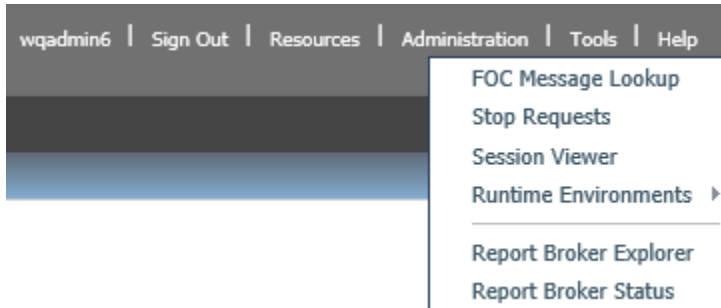 wqadmin6 | Sign Out | Resources | Administration | Tools | Help
FOC Message Lookup
Stop Requests
Session Viewer
Runtime Environments
Report Broker Explorer
Report Broker Status